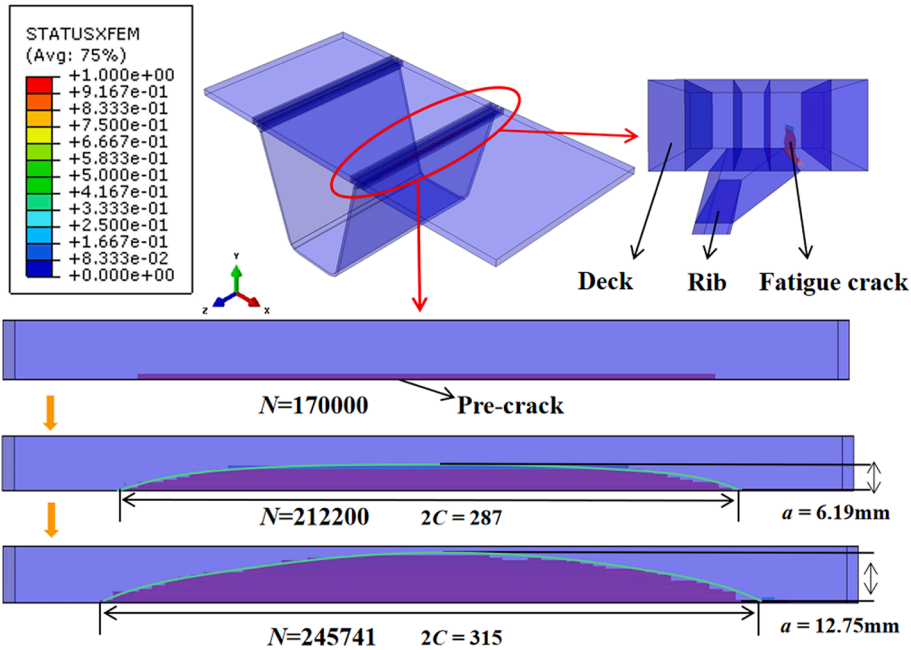 STATUSXFEM
(Avg: 75%)
+1.000e+00
+9.167e-01
+8.333e-01
+7.500e-01
+6.667e-01
+5.833e-01
+5.000e-01
+4.167e-01
+3.333e-01
+2.500e-01
+1.667e-01
+8.333e-02
+0.000e+00
Y
Z
X
Deck
Rib
Fatigue crack
N=170000
Pre-crack
N=212200
2C = 287
a = 6.19mm
N=245741
2C = 315
a = 12.75mm